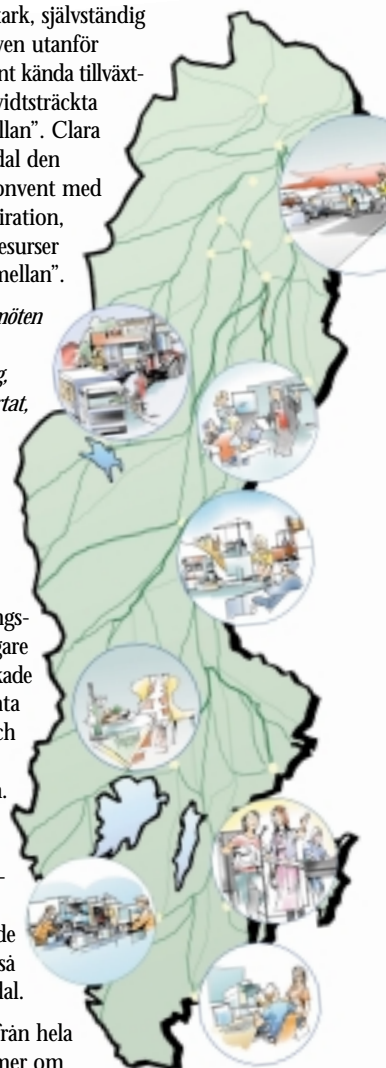 tark, självständig
ven utanför
nt kända tillväxt-
vidtsträckta
llan". Clara
dal den
onvent med
iration,
esurser
mellan".
möten
g,
rtat,
ngs-
gare
kade
nta
ch
n.
-
de
så
dal.
från hela
mer om